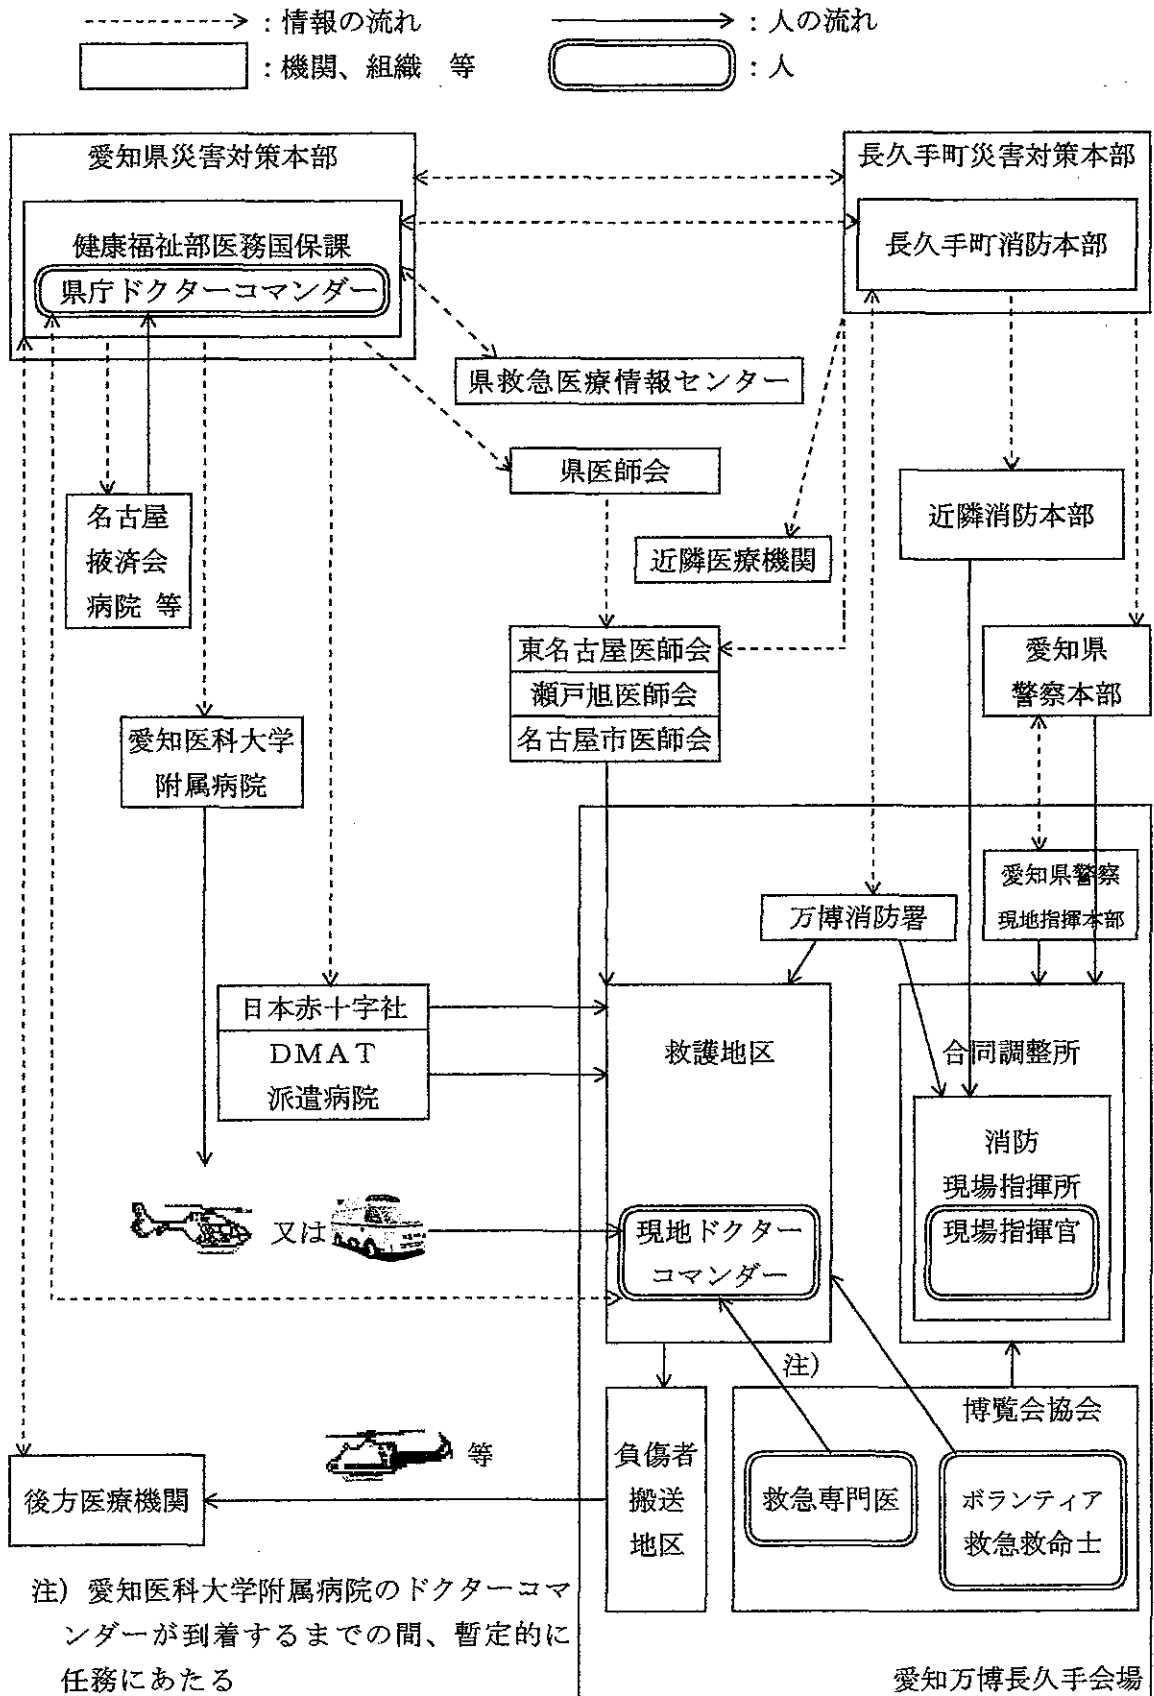 ：情報の流れ
：人の流れ
：機関、組織　等
：人
愛知県災害対策本部
健康福祉部医務国保課
県庁ドクターコマンダー
長久手町災害対策本部
長久手町消防本部
県救急医療情報センター
県医師会
近隣医療機関
近隣消防本部
名古屋
掖済会
病院 等
東名古屋医師会
瀬戸旭医師会
名古屋市医師会
愛知県
警察本部
愛知医科大学
附属病院
愛知県警察
現地指揮本部
万博消防署
日本赤十字社
DMAT
派遣病院
救護地区
合同調整所
消防
現場指揮所
現場指揮官
又は
現地ドクター
コマンダー
注)
博覧会協会
救急専門医
ボランティア
救急救命士
負傷者
搬送
地区
等
後方医療機関
注) 愛知医科大学附属病院のドクターコマ
ンダーが到着するまでの間、暫定的に
任務にあたる
愛知万博長久手会場